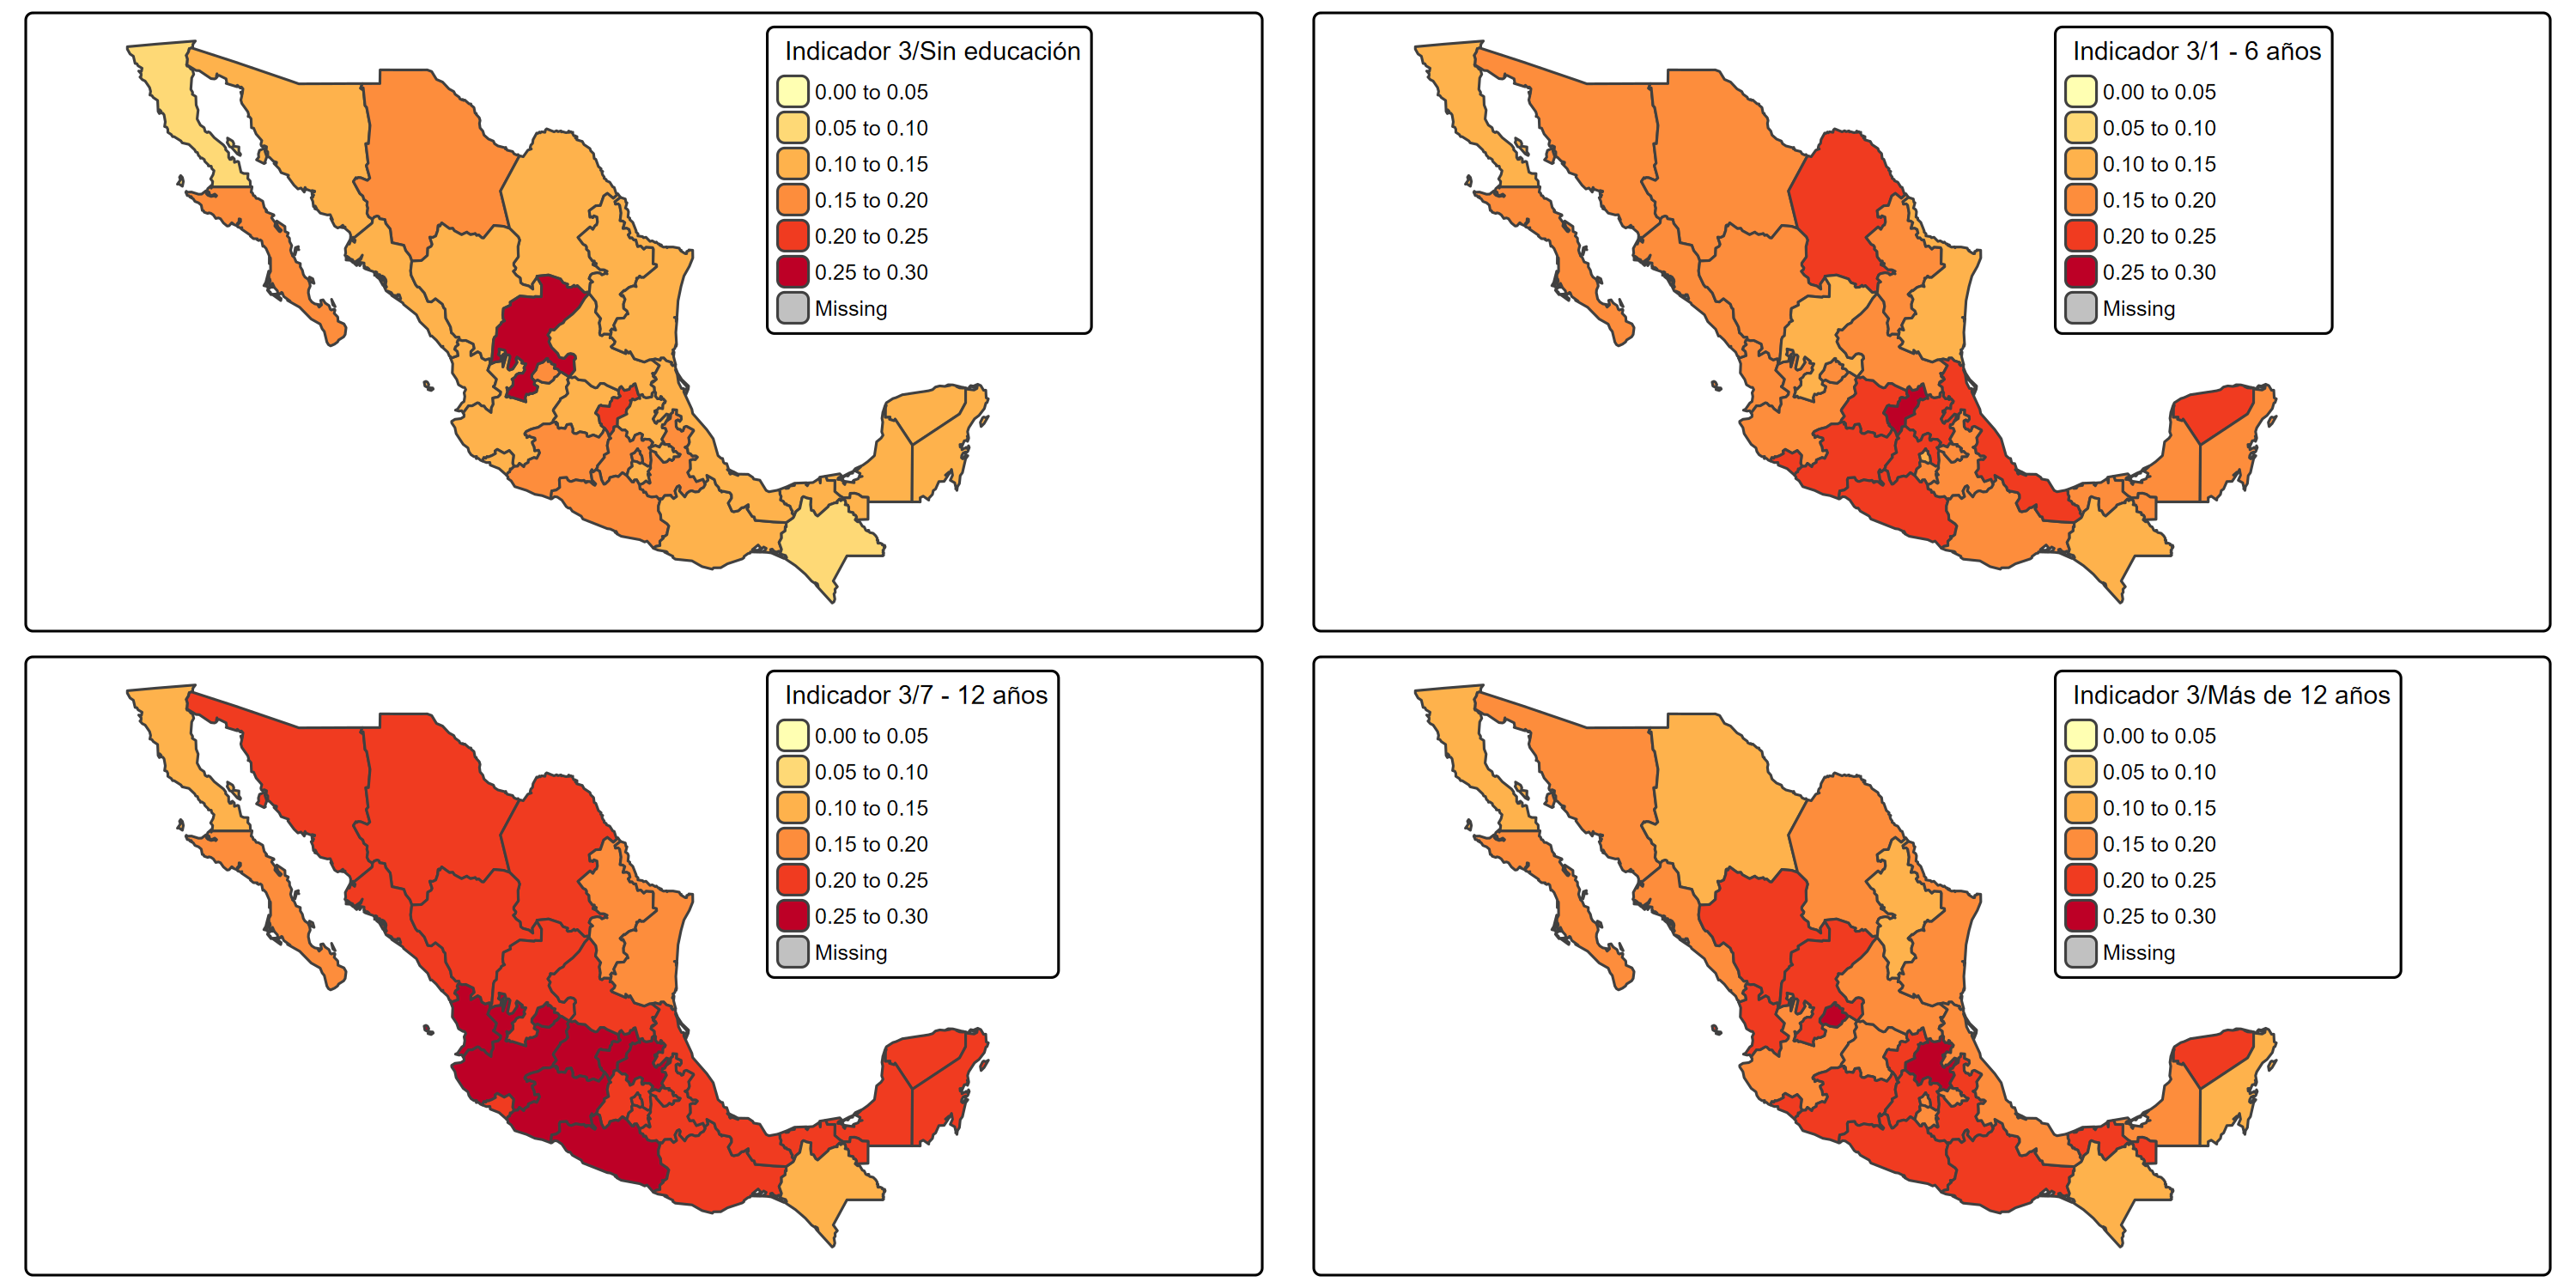 Indicador 3/Sin educación
0.00 to 0.05
0.05 to 0.10
0.10 to 0.15
0.15 to 0.20
0.20 to 0.25
0.25 to 0.30
Missing
Indicador 3/1 - 6 años
0.00 to 0.05
0.05 to 0.10
0.10 to 0.15
0.15 to 0.20
0.20 to 0.25
0.25 to 0.30
Missing
Indicador 3/7 - 12 años
0.00 to 0.05
0.05 to 0.10
0.10 to 0.15
0.15 to 0.20
0.20 to 0.25
0.25 to 0.30
Missing
Indicador 3/Más de 12 años
0.00 to 0.05
0.05 to 0.10
0.10 to 0.15
0.15 to 0.20
0.20 to 0.25
0.25 to 0.30
Missing